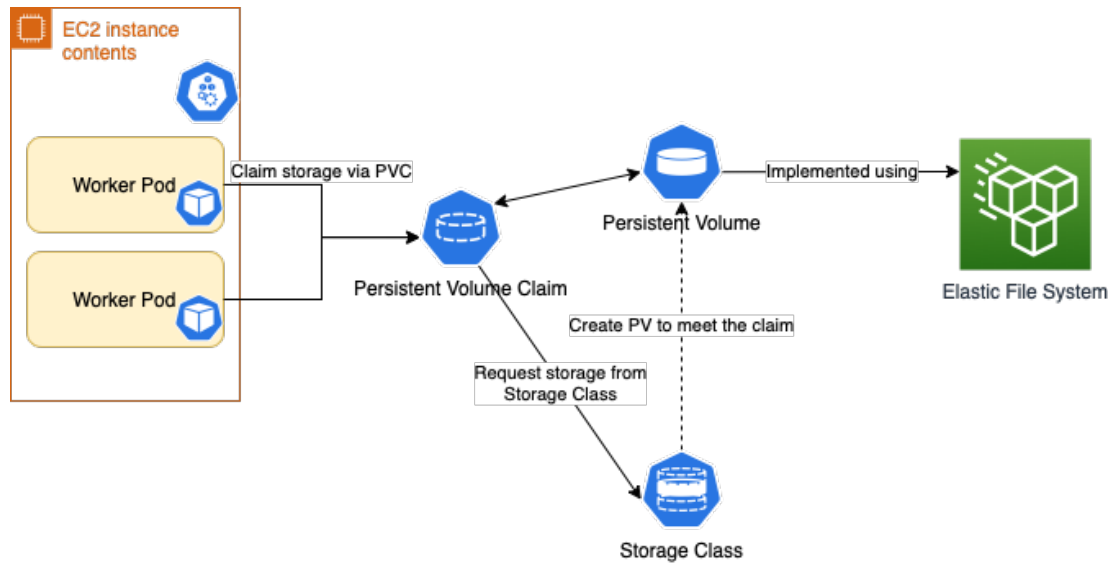 EC2 instance
contents
Worker Pod
Claim storage via PVC
Worker Pod
Persistent Volume Claim
Persistent Volume
Implemented using
Elastic File System
Create PV to meet the claim
Request storage from
Storage Class
Storage Class